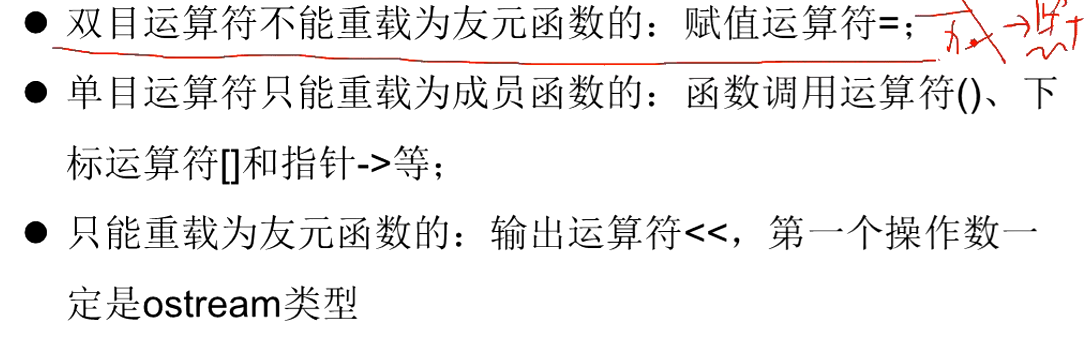 ● 双目运算符不能重载为友元函数的：赋值运算符=；
● 单目运算符只能重载为成员函数的：函数调用运算符()、下
标运算符[]和指针->等；
● 只能重载为友元函数的：输出运算符<<，第一个操作数一
定是ostream类型